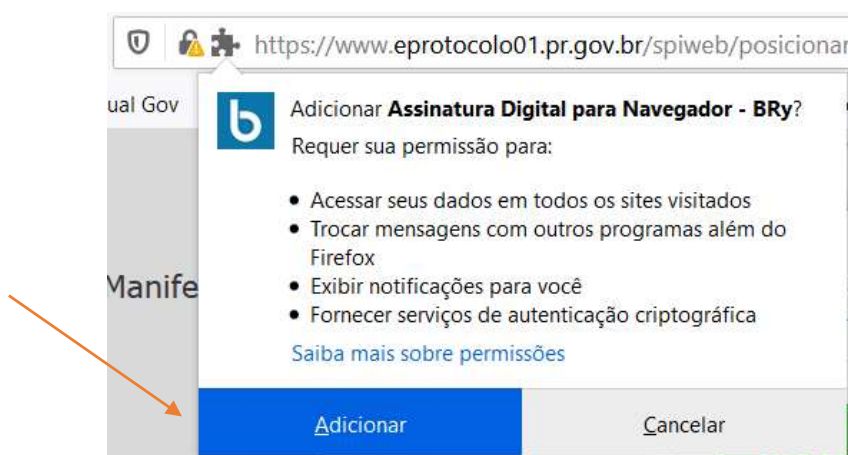 https://www.eprotocolo01.pr.gov.br/spiweb/posicionar
ual Gov
b
Adicionar Assinatura Digital para Navegador - BRy?
Requer sua permissão para:
• Acessar seus dados em todos os sites visitados
• Trocar mensagens com outros programas além do
Firefox
Manife
• Exibir notificações para você
• Fornecer serviços de autenticação criptográfica
Saiba mais sobre permissões
Adicionar
Cancelar